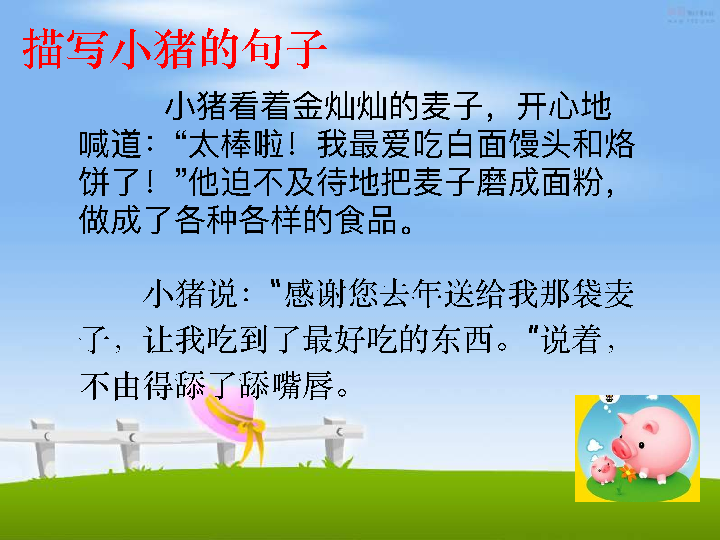 描写小猪的句子
小猪看着金灿灿的麦子，开心地
喊道：“太棒啦！我最爱吃白面馒头和烙
饼了！”他迫不及待地把麦子磨成面粉，
做成了各种各样的食品。
小猪说："感谢您去年送给我那袋麦
子，让我吃到了最好吃的东西。"说着，
不由得舔了舔嘴唇。